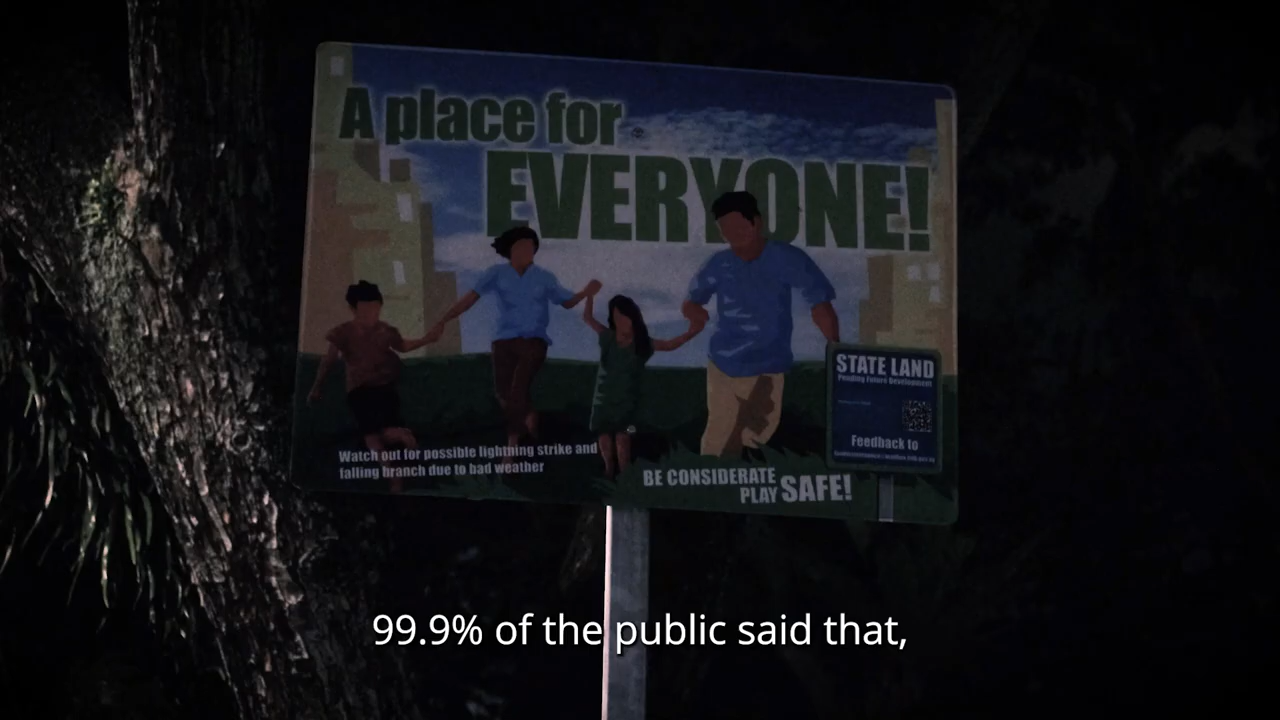 A place for
EVERYONE!
STATE LAND
Pending Future Development
Feedback to
Watch out for possible lightning strike and
falling branch due to bad weather
BE CONSIDERATE
PLAY SAFE!
99.9% of the public said that,